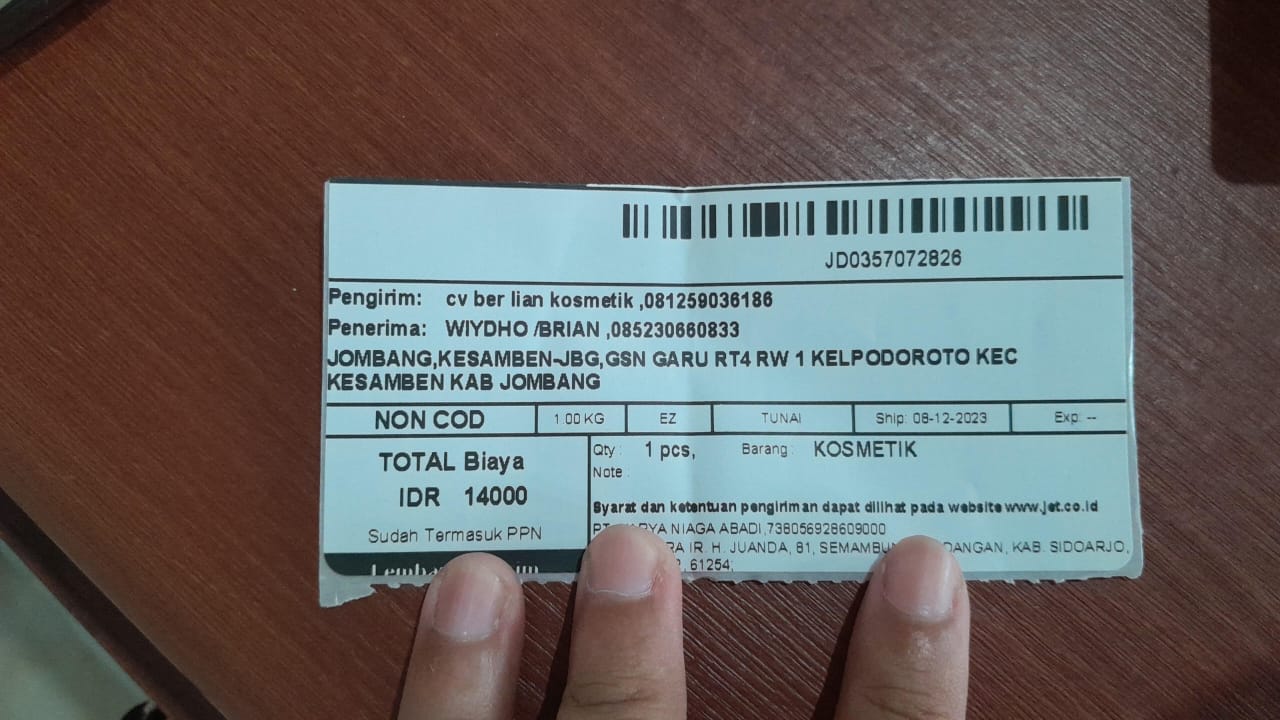 JD0357072826
Pengirim: cv ber lian kosmetik ,081259036186
Penerima: WIYDHO /BRIAN ,085230660833
JOMBANG,KESAMBEN-JBG,GSN GARU RT4 RW 1 KELPODOROTO KEC
KESAMBEN KAB JOMBANG
NON COD 1.00 KG EZ TUNAI Ship: 08-12-2023 Exp: --
TOTAL Biaya
IDR 14000
Sudah Termasuk PPN
Qty : 1 pcs, Barang : KOSMETIK
Note :
Syarat dan ketentuan pengiriman dapat dilihat pada website www.jet.co.id
PT. NIAGA ABADI ,738056928609000
IR. H. JUANDA, 81, KAB. SIDOARJO,
61254;